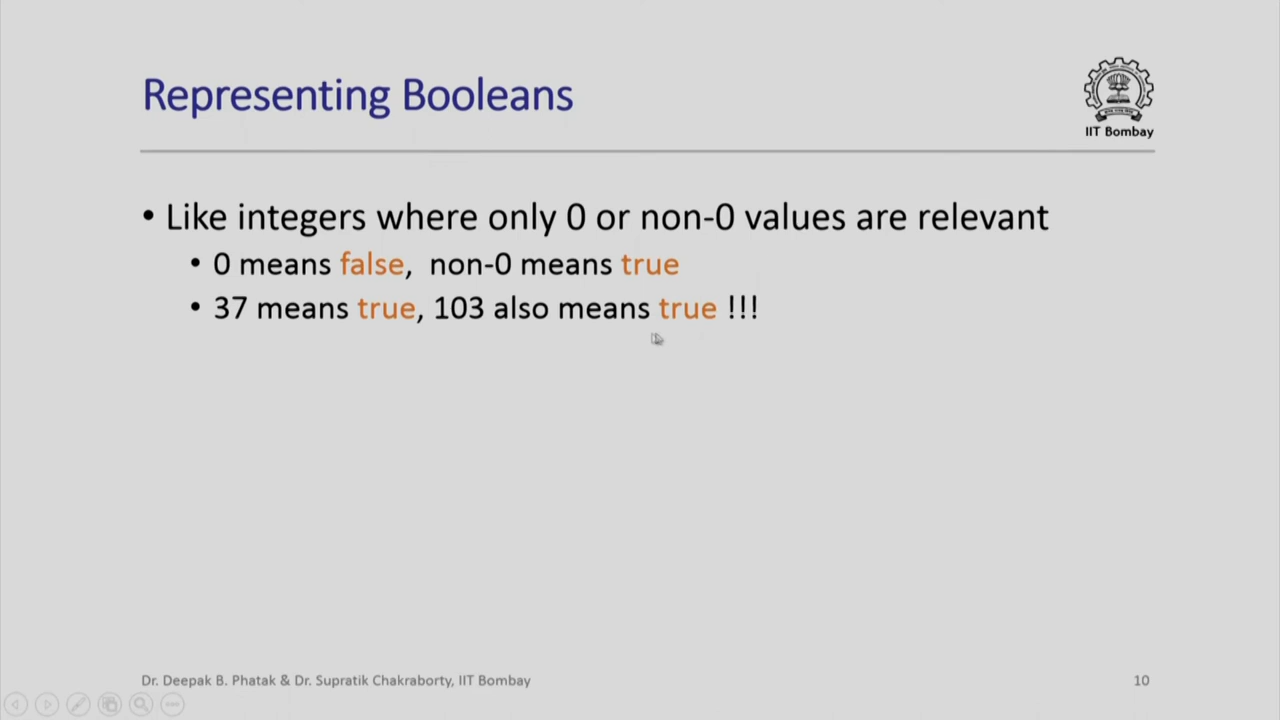 Representing Booleans
IIT Bombay
• Like integers where only 0 or non-0 values are relevant
• 0 means false, non-0 means true
• 37 means true, 103 also means true !!!
Dr. Deepak B. Phatak & Dr. Supratik Chakraborty, IIT Bombay
10